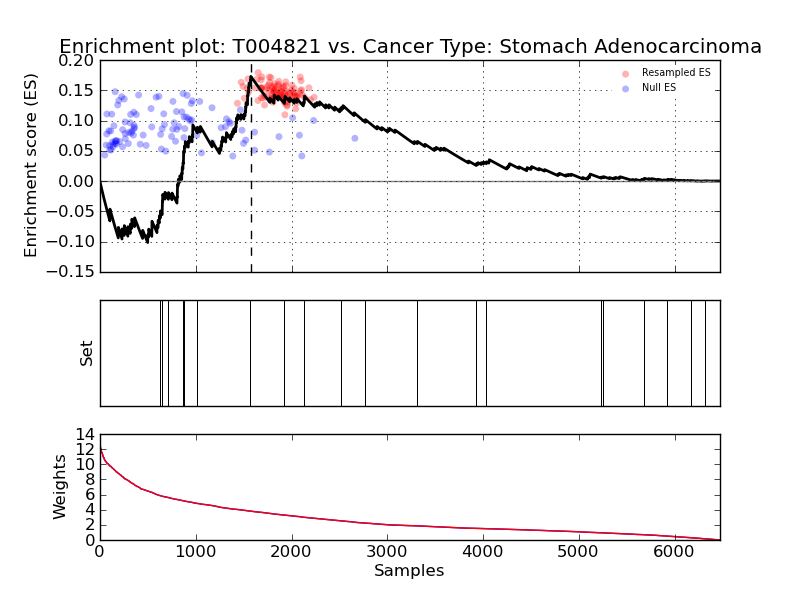 Enrichment plot: T004821 vs. Cancer Type: Stomach Adenocarcinoma
Enrichment score (ES)
0.20
0.15
0.10
0.05
0.00
−0.05
−0.10
−0.15
Resampled ES
Null ES
Set
Weights
14
12
10
8
6
4
2
0
0 1000 2000 3000 4000 5000 6000
Samples